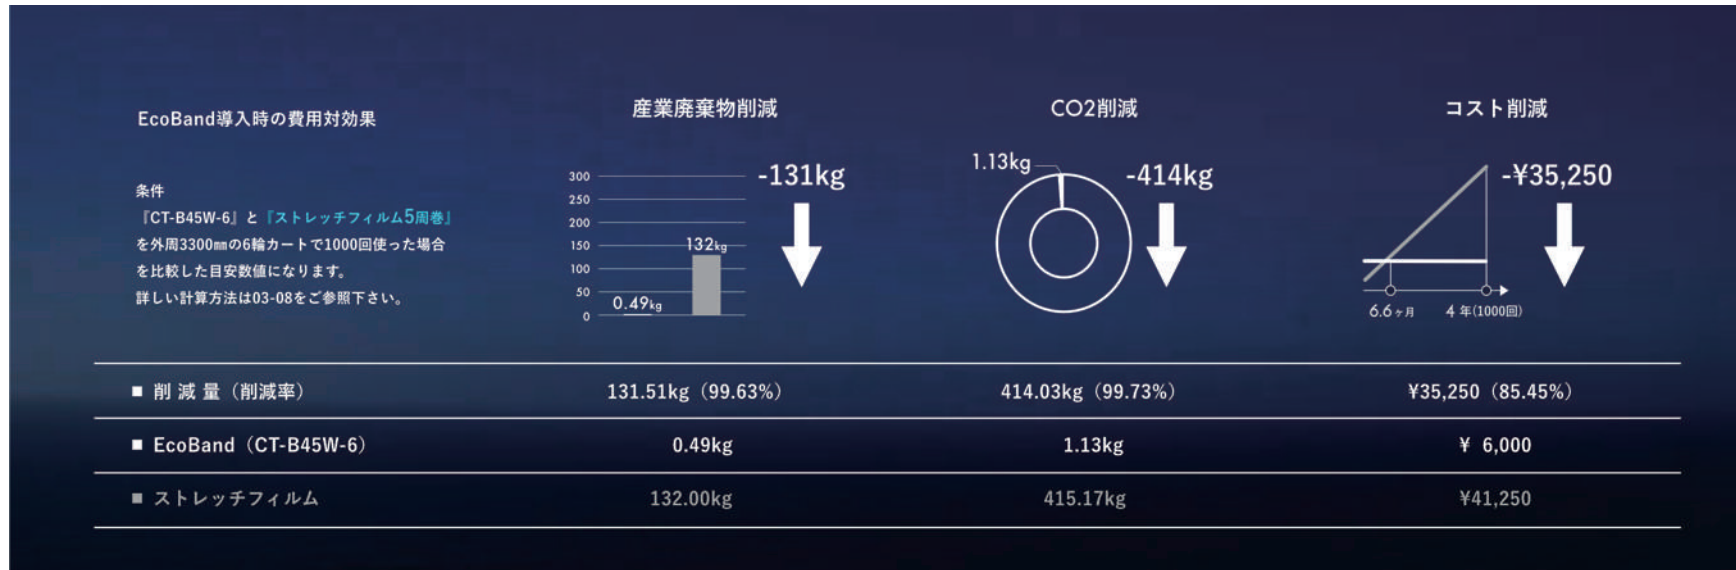 EcoBand導入時の費用対効果
条件
『CT-B45W-6』と『ストレッチフィルム5周巻』
を外周3300㎜の6輪カートで1000回使った場合
を比較した目安数値になります。
詳しい計算方法は03-08をご参照下さい。
産業廃棄物削減
-131kg
300
250
200
150
100
50
0
132kg
0.49kg
CO2削減
1.13kg
-414kg
コスト削減
-¥35,250
6.6ヶ月
4 年(1000回)
■ 削 減 量（削減率） 131.51kg（99.63%） 414.03kg（99.73%） ¥35,250（85.45%）
■ EcoBand（CT-B45W-6） 0.49kg 1.13kg ¥ 6,000
■ ストレッチフィルム 132.00kg 415.17kg ¥41,250